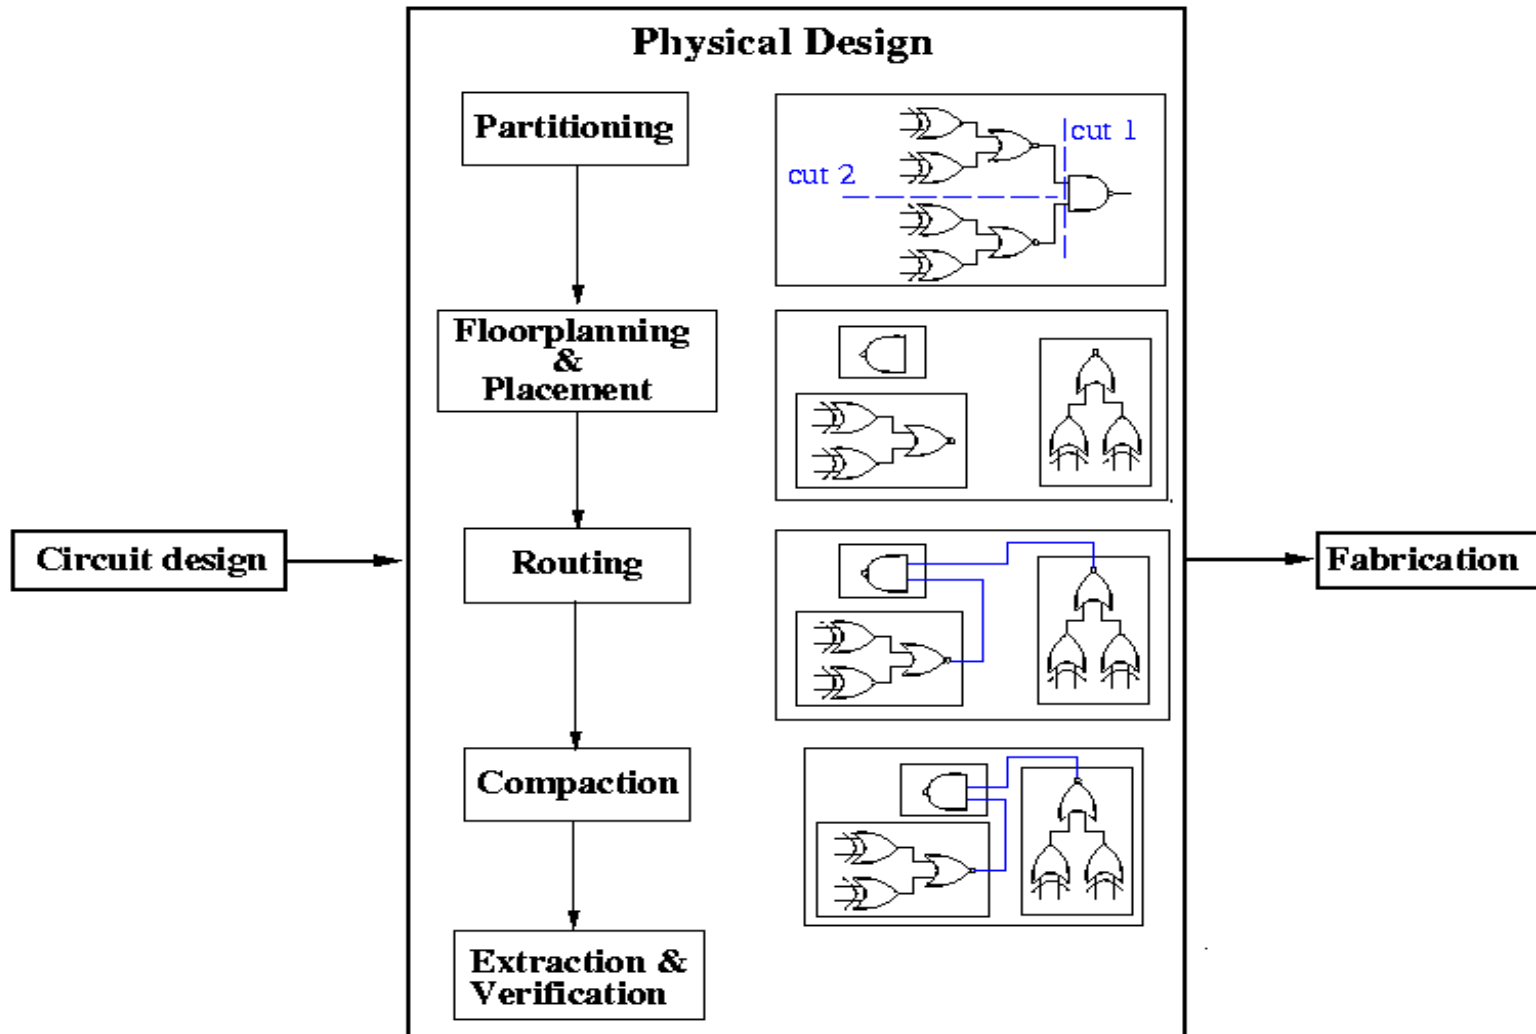 Physical Design
Partitioning
cut 1
cut 2
Floorplanning
&
Placement
Circuit design
Routing
Fabrication
Compaction
Extraction &
Verification